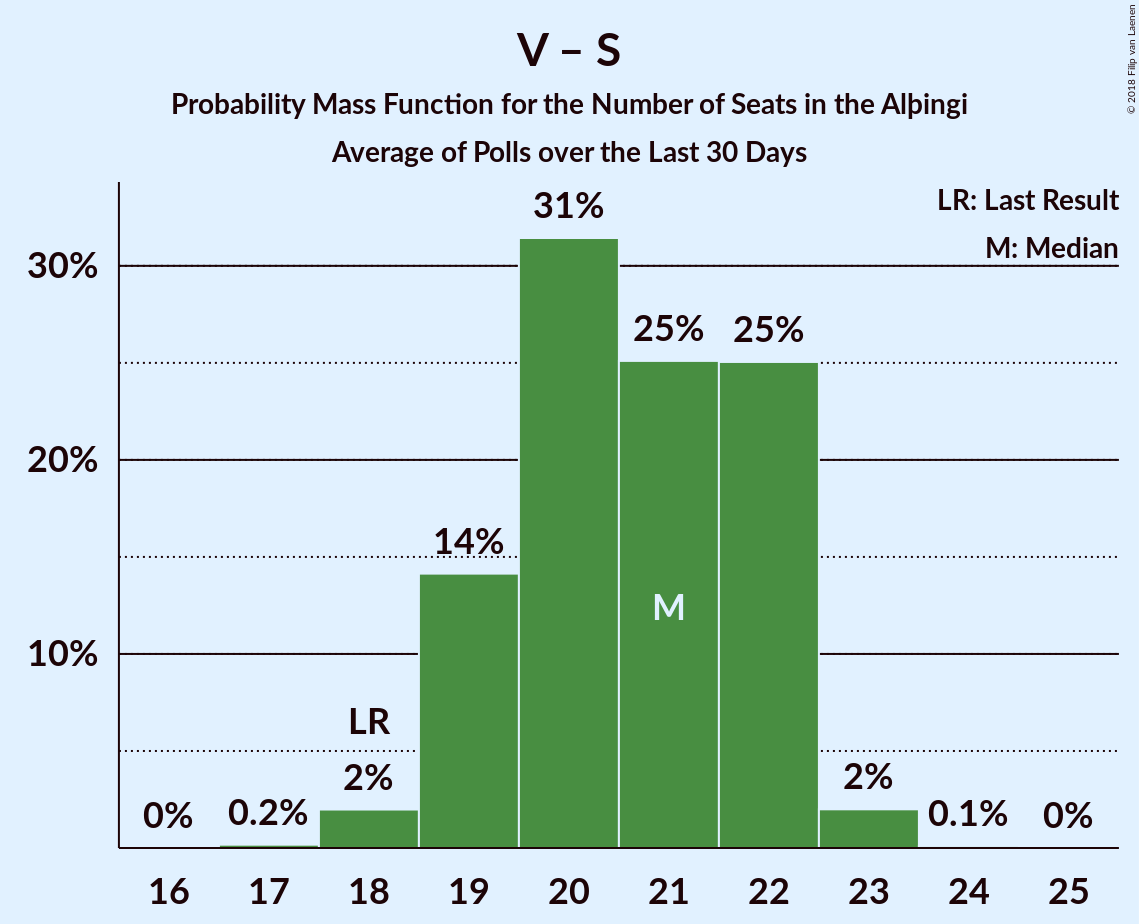 V – S
Probability Mass Function for the Number of Seats in the Alþingi
Average of Polls over the Last 30 Days
© 2018 Filip van Laenen
LR: Last Result
M: Median
31%
30%
25%
25%
20%
14%
M
10%
LR
2%
2%
0%
0.2%
0.1%
0%
16 17 18 19 20 21 22 23 24 25